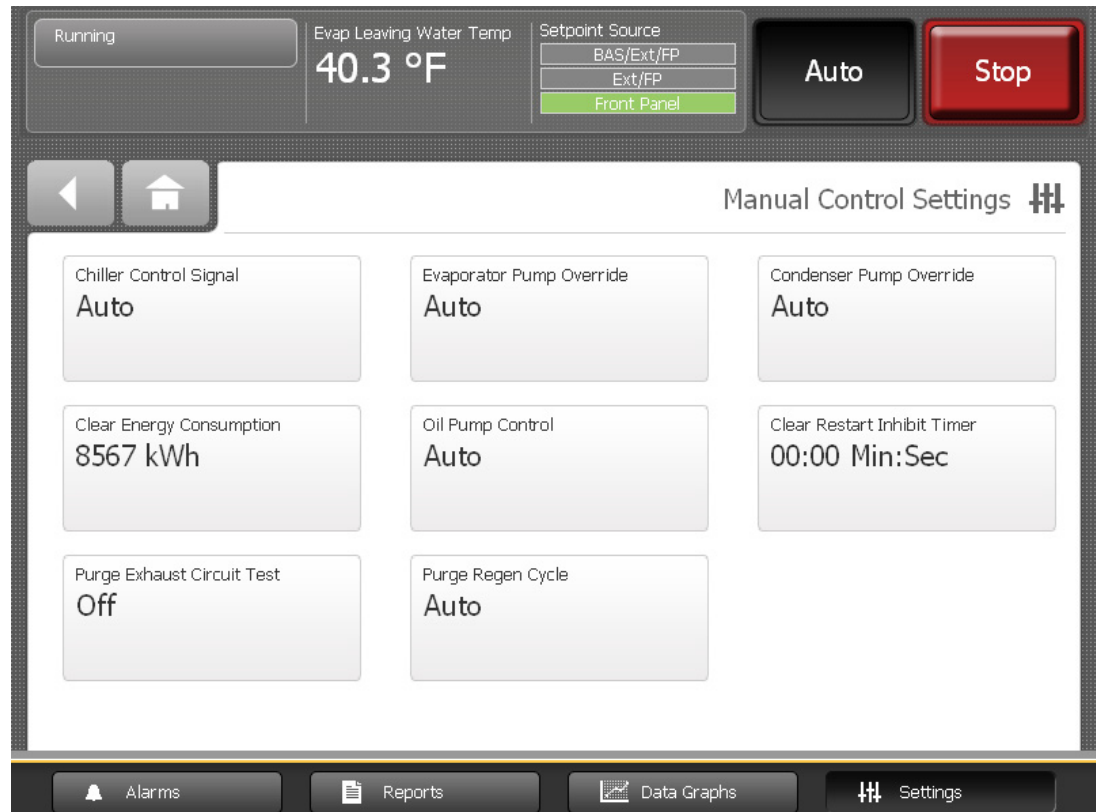 Running
Evap Leaving Water Temp
40.3 °F
Setpoint Source
BAS/Ext/FP
Ext/FP
Front Panel
Auto
Stop
Manual Control Settings
Chiller Control Signal
Auto
Evaporator Pump Override
Auto
Condenser Pump Override
Auto
Clear Energy Consumption
8567 kWh
Oil Pump Control
Auto
Clear Restart Inhibit Timer
00:00 Min:Sec
Purge Exhaust Circuit Test
Off
Purge Regen Cycle
Auto
Alarms
Reports
Data Graphs
Settings